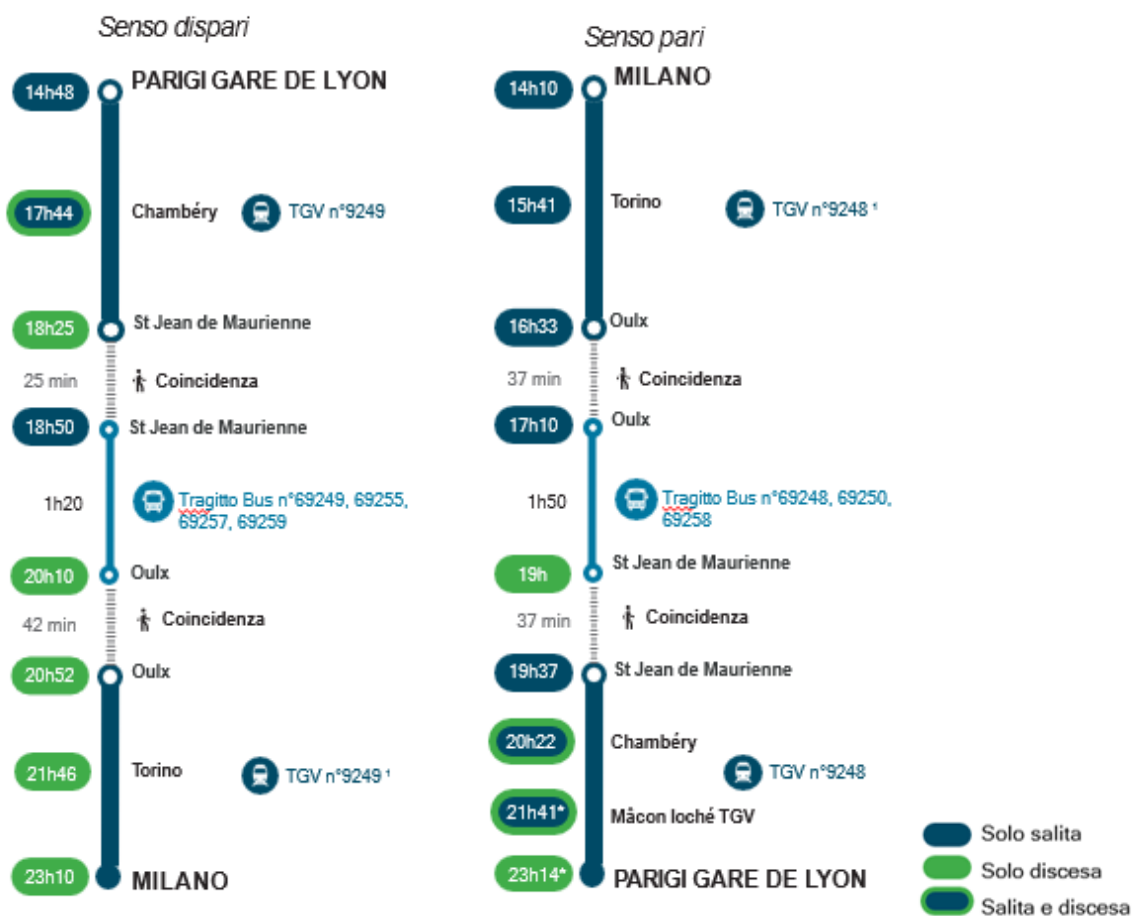 Senso dispari
14h48
PARIGI GARE DE LYON
17h44
Chambéry
TGV n°9249
18h25
St Jean de Maurienne
25 min
Coincidenza
18h50
St Jean de Maurienne
1h20
Tragitto Bus n°69249, 69255,
69257, 69259
20h10
Oulx
42 min
Coincidenza
20h52
Oulx
21h46
Torino
TGV n°9249 ¹
23h10
MILANO
Senso pari
14h10
MILANO
15h41
Torino
TGV n°9248 ¹
16h33
Oulx
37 min
Coincidenza
17h10
Oulx
1h50
Tragitto Bus n°69248, 69250,
69258
19h
St Jean de Maurienne
37 min
Coincidenza
19h37
St Jean de Maurienne
20h22
Chambéry
TGV n°9248
21h41*
Mâcon loché TGV
23h14*
PARIGI GARE DE LYON
Solo salita
Solo discesa
Salita e discesa